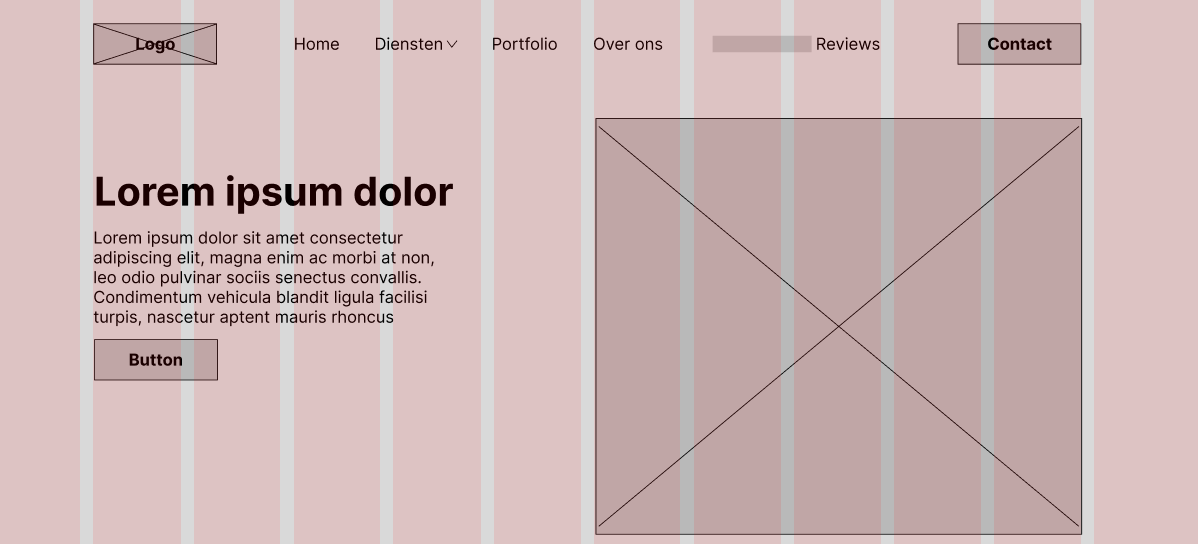 Logo
Home
Diensten
Portfolio
Over ons
Reviews
Contact
Lorem ipsum dolor
Lorem ipsum dolor sit amet consectetur
adipiscing elit, magna enim ac morbi at non,
leo odio pulvinar sociis senectus convallis.
Condimentum vehicula blandit ligula facilisi
turpis, nascetur aptent mauris rhoncus
Button